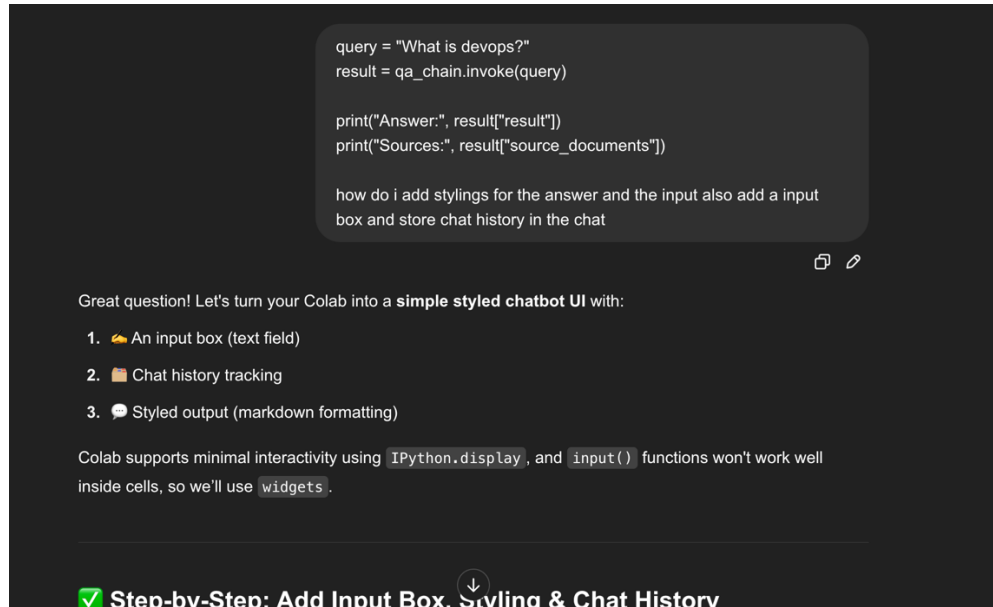 query = "What is devops?"
result = qa_chain.invoke(query)
print("Answer:", result["result"])
print("Sources:", result["source_documents"])
how do i add stylings for the answer and the input also add a input
box and store chat history in the chat
Great question! Let's turn your Colab into a simple styled chatbot UI with:
1. ✍️ An input box (text field)
2. 🗂️ Chat history tracking
3. 💬 Styled output (markdown formatting)
Colab supports minimal interactivity using IPython.display, and input() functions won't work well
inside cells, so we'll use widgets.
✅ Step-by-Step: Add Input Box, Styling & Chat History